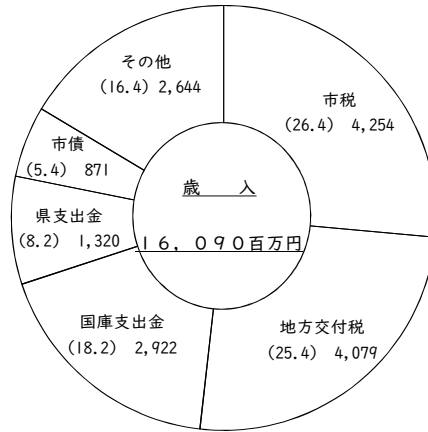 その他
(16.4) 2,644
市税
(26.4) 4,254
市債
(5.4) 871
歳　入
県支出金
(8.2) 1,320
１６，０９０百万円
国庫支出金
(18.2) 2,922
地方交付税
(25.4) 4,079